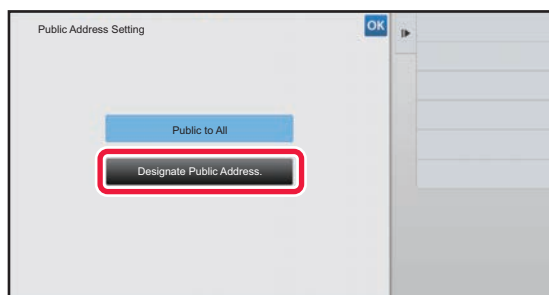 Public Address Setting
OK
Public to All
Designate Public Address.